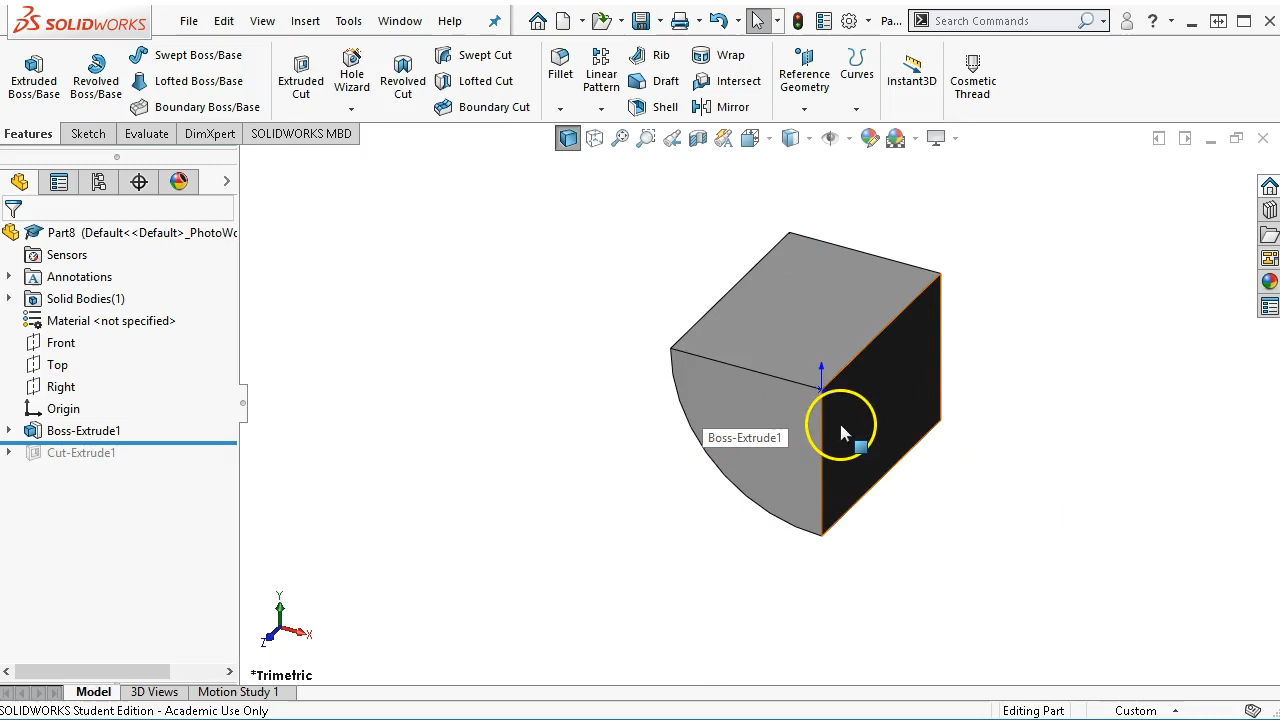 SOLIDWORKS
File Edit View Insert Tools Window Help
Pa...
Search Commands
Extruded Boss/Base
Revolved Boss/Base
Swept Boss/Base
Lofted Boss/Base
Boundary Boss/Base
Extruded Cut
Hole Wizard
Revolved Cut
Swept Cut
Lofted Cut
Boundary Cut
Fillet
Linear Pattern
Rib
Draft
Shell
Wrap
Intersect
Mirror
Reference Geometry
Curves
Instant3D
Cosmetic Thread
Features Sketch Evaluate DimXpert SOLIDWORKS MBD
Part8 (Default<<Default>_PhotoWo
Sensors
Annotations
Solid Bodies(1)
Material <not specified>
Front
Top
Right
Origin
Boss-Extrude1
Cut-Extrude1
Boss-Extrude1
Y
X
Z
*Trimetric
Model 3D Views Motion Study 1
SOLIDWORKS Student Edition - Academic Use Only
Editing Part
Custom